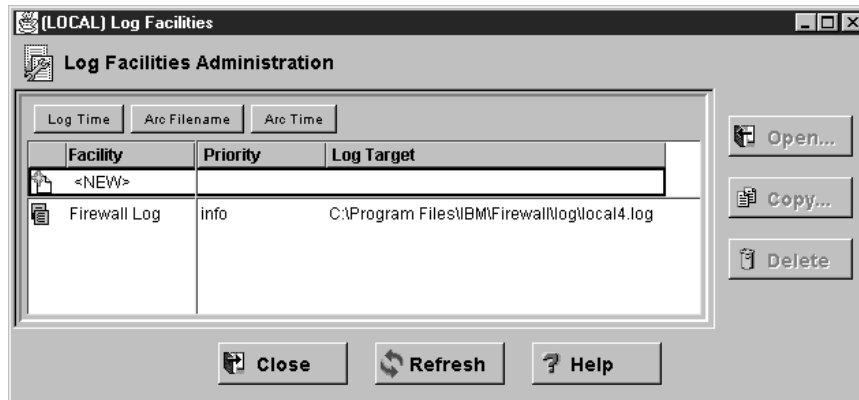 (LOCAL) Log Facilities
Log Facilities Administration
Log Time Arc Filename Arc Time
Facility Priority Log Target
<NEW>
Firewall Log info C:\Program Files\IBM\Firewall\log\local4.log
Open...
Copy...
Delete
Close Refresh Help